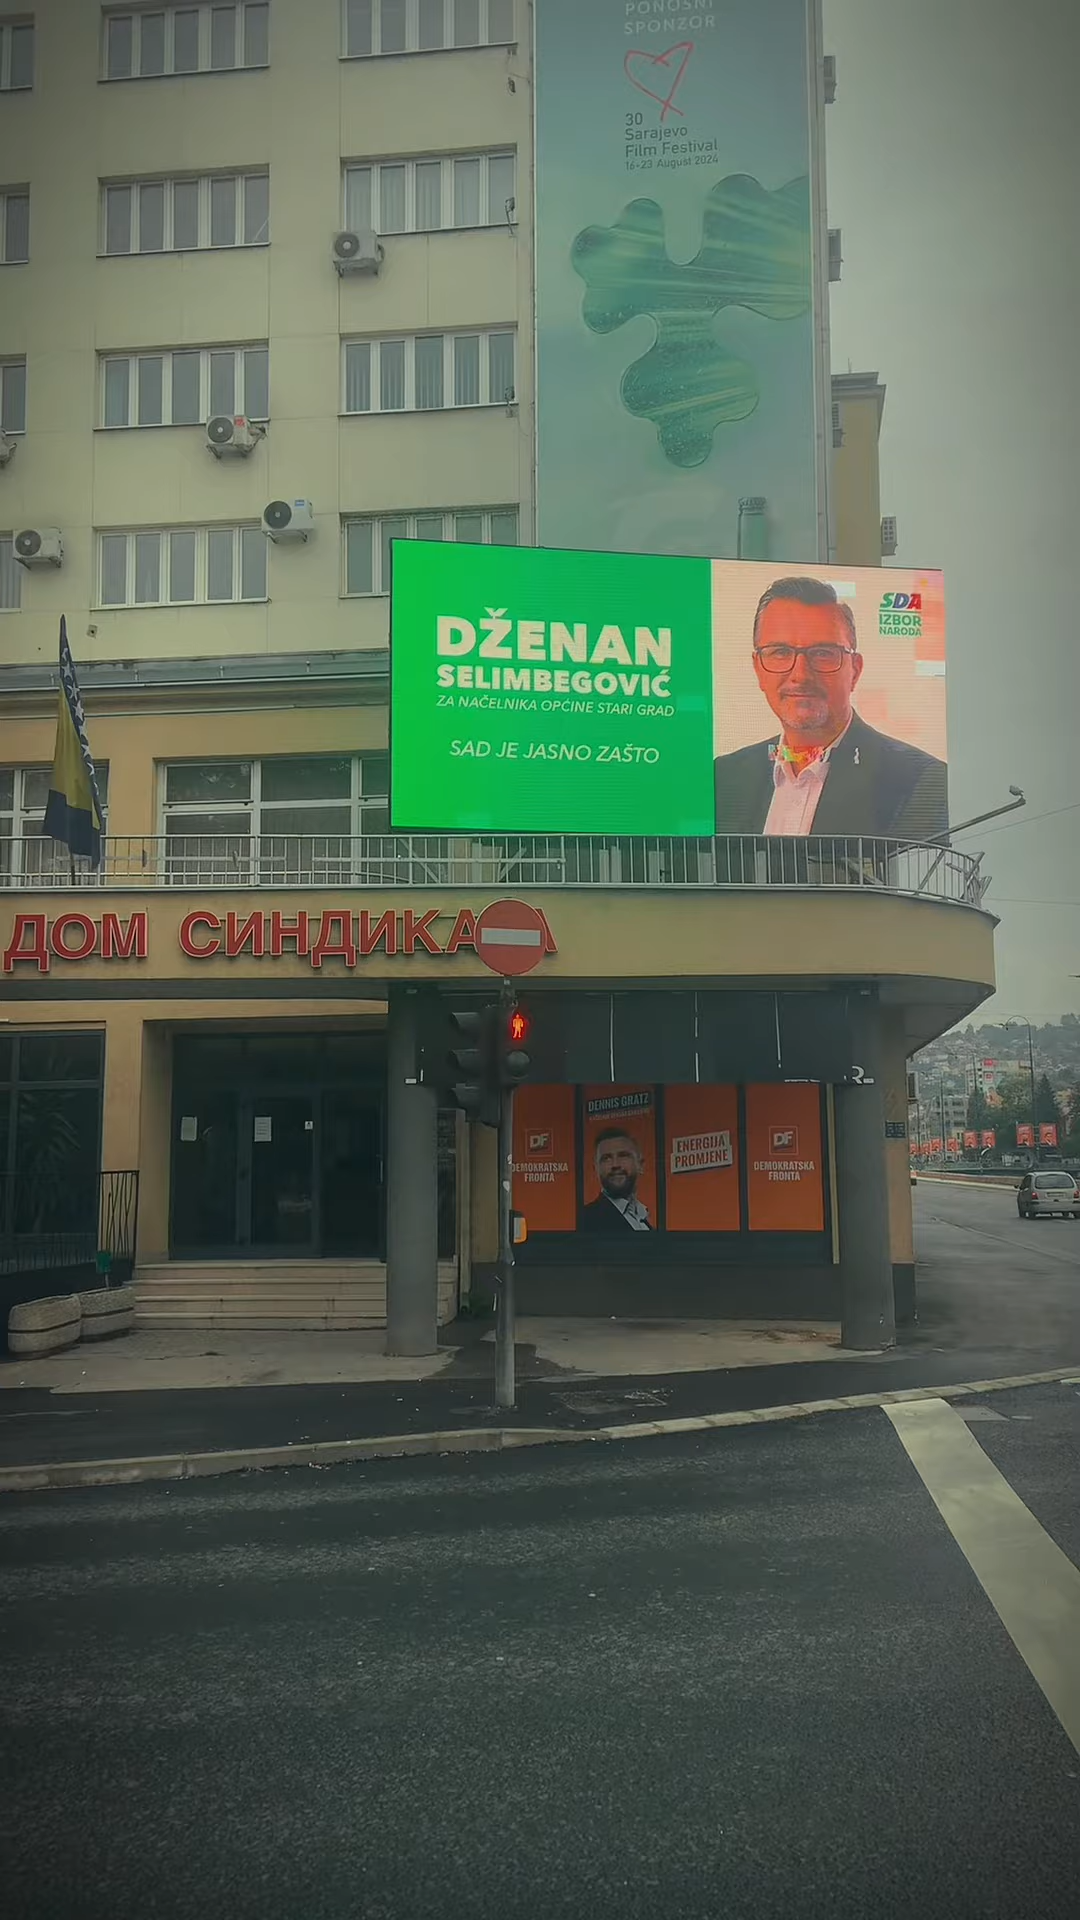 PONOSNI
SPONZOR
30
Sarajevo
Film Festival
16-23 August 2024
DŽENAN
SELIMBEGOVIĆ
ZA NAČELNIKA OPĆINE STARI GRAD
SAD JE JASNO ZAŠTO
SDA
IZBOR
NARODA
ДОМ СИНДИКАТА
DF
DEMOKRATSKA
FRONTA
DENNIS GRATZ
ENERGIJA
PROMJENE
DF
DEMOKRATSKA
FRONTA